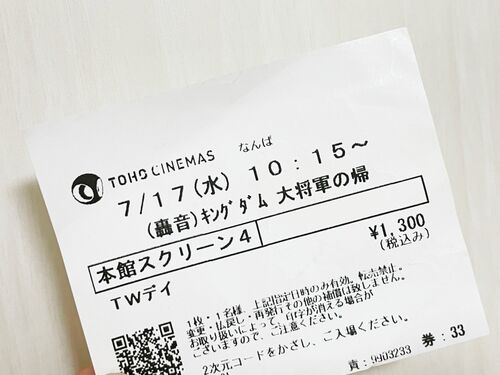 TOHO CINEMAS なんば
7/17(水) 10:15～
(轟音)キングダム 大将軍の帰
本館スクリーン4
¥1,300
(税込み)
TWデイ
1枚・1名様、上記指定日時のみ有効。転売禁止。
変更・払戻し・再発行その他の補償は致しません。
お取り扱いによって、印字が消える場合が
ございますので、ご注意ください。
2次元コードをかざし、ご入場ください。
券:33
責:9903233